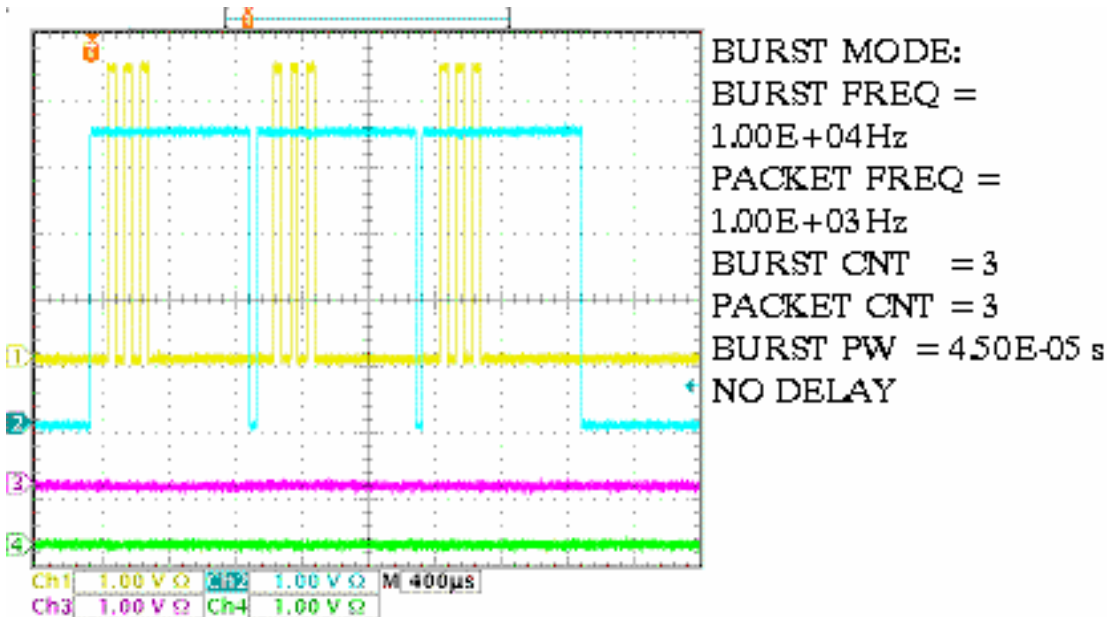 BURST MODE:
BURST FREQ =
1.00E+04Hz
PACKET FREQ =
1.00E+03Hz
BURST CNT = 3
PACKET CNT = 3
BURST PW = 4.50E-05 s
NO DELAY
1
2
3
4
Ch1 1.00 V Ω Ch2 1.00 V Ω M 400µs
Ch3 1.00 V Ω Ch4 1.00 V Ω